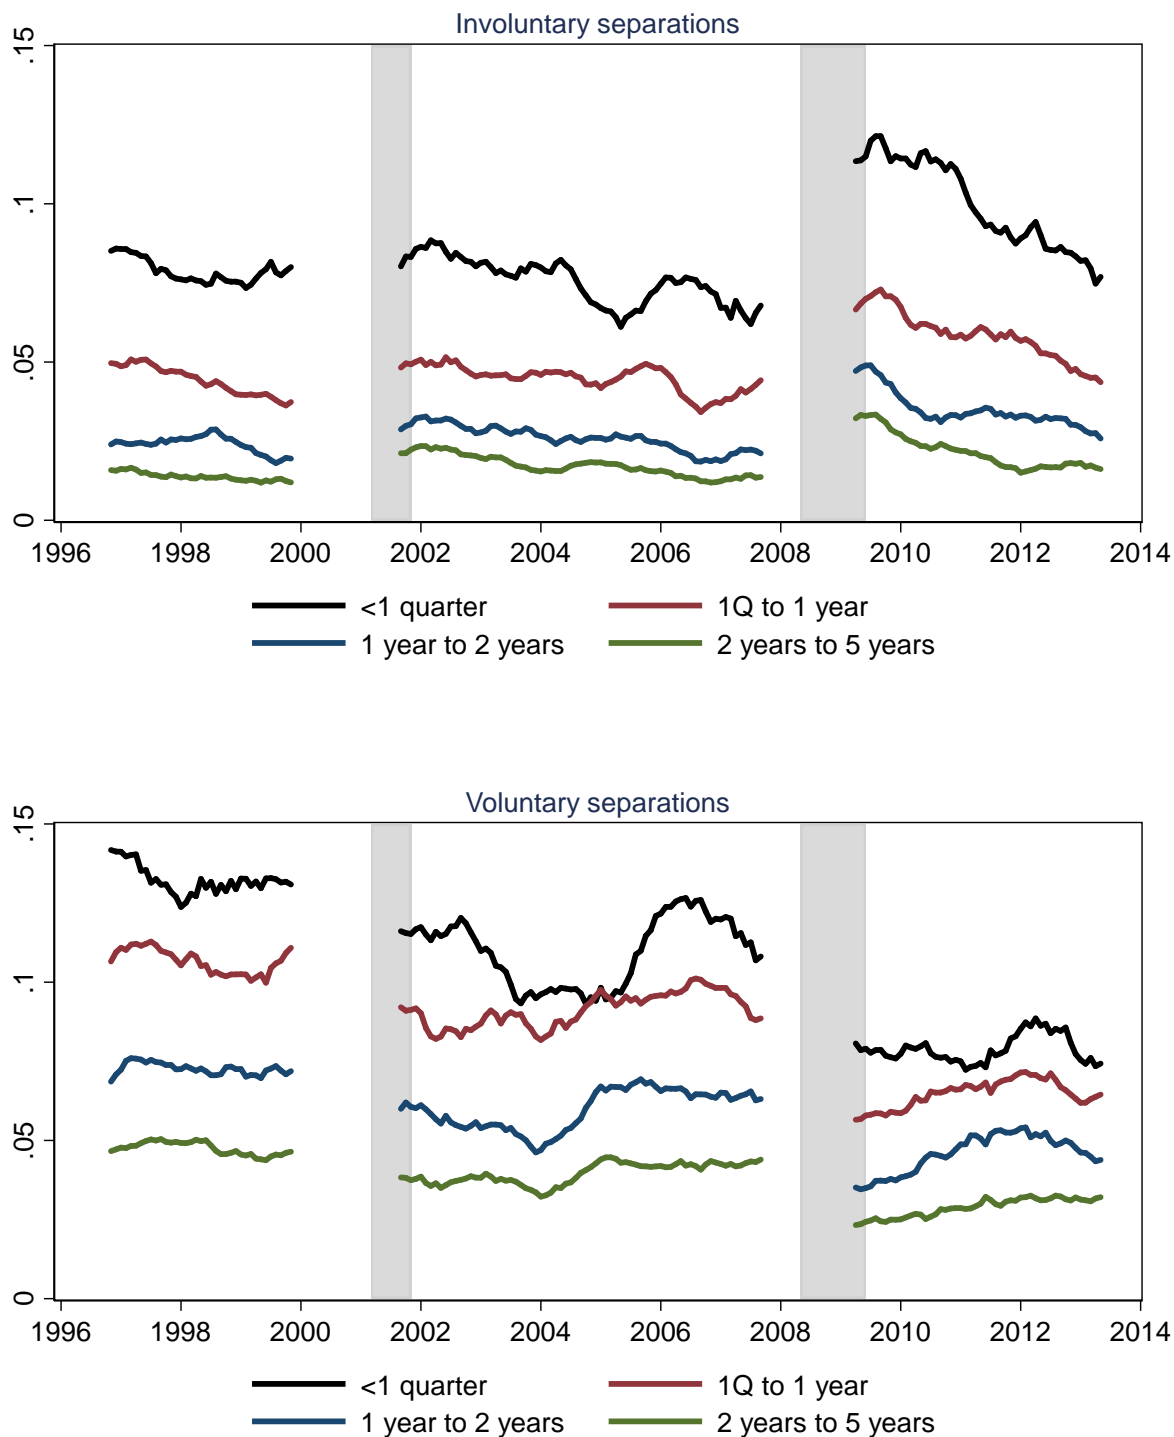 Involuntary separations
.15
.1
.05
0
1996 1998 2000 2002 2004 2006 2008 2010 2012 2014
<1 quarter 1Q to 1 year
1 year to 2 years 2 years to 5 years
Voluntary separations
.15
.1
.05
0
1996 1998 2000 2002 2004 2006 2008 2010 2012 2014
<1 quarter 1Q to 1 year
1 year to 2 years 2 years to 5 years